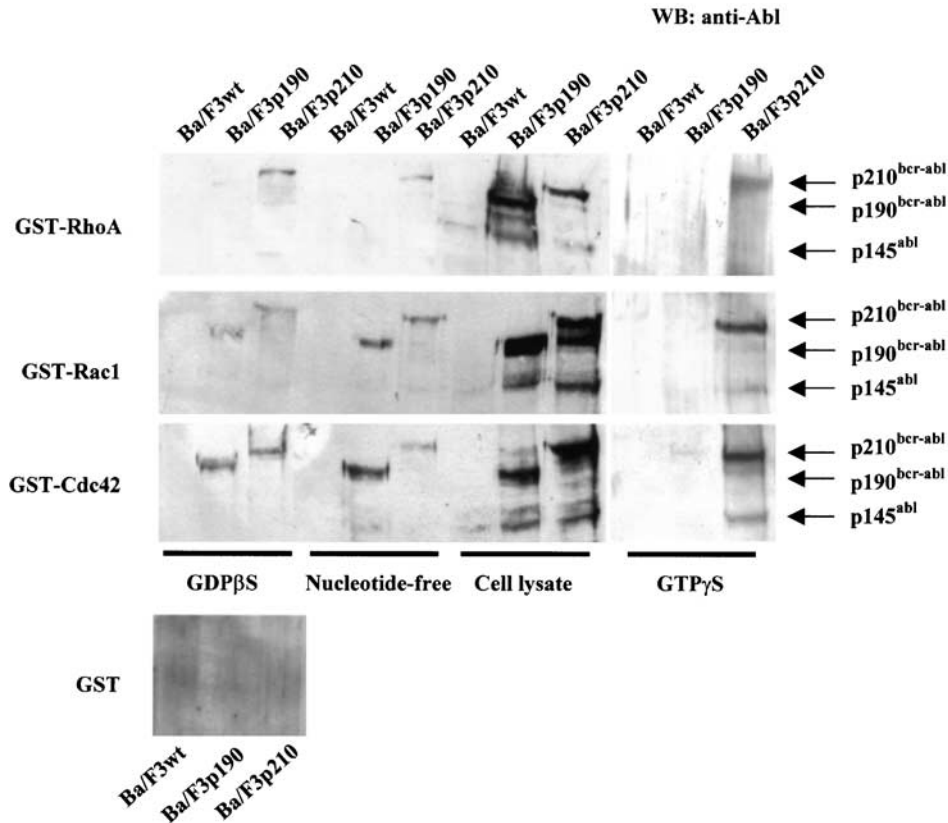 WB: anti-Abl
Ba/F3wt
Ba/F3p190
Ba/F3p210
Ba/F3wt
Ba/F3p190
Ba/F3p210
Ba/F3wt
Ba/F3p190
Ba/F3p210
Ba/F3wt
Ba/F3p190
Ba/F3p210
GST-RhoA
p210bcr-abl
p190bcr-abl
p145abl
GST-Rac1
p210bcr-abl
p190bcr-abl
p145abl
GST-Cdc42
p210bcr-abl
p190bcr-abl
p145abl
GDPβS
Nucleotide-free
Cell lysate
GTPγS
GST
Ba/F3wt
Ba/F3p190
Ba/F3p210